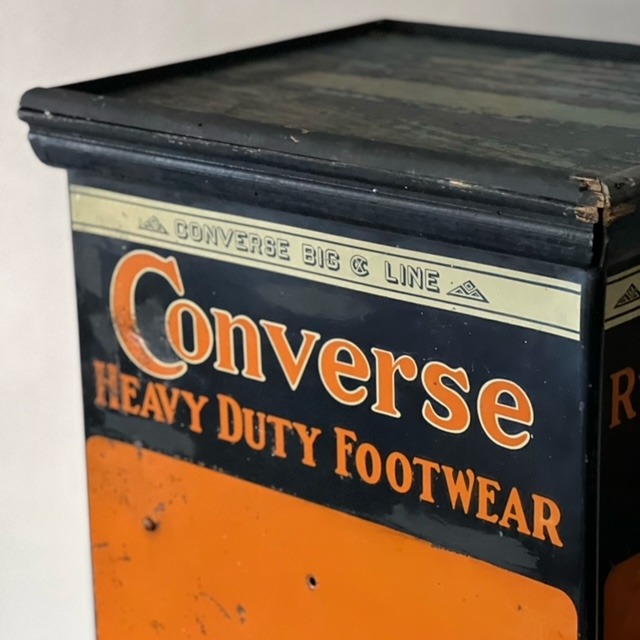 CONVERSE BIG C LINE
Converse
HEAVY DUTY FOOTWEAR
R